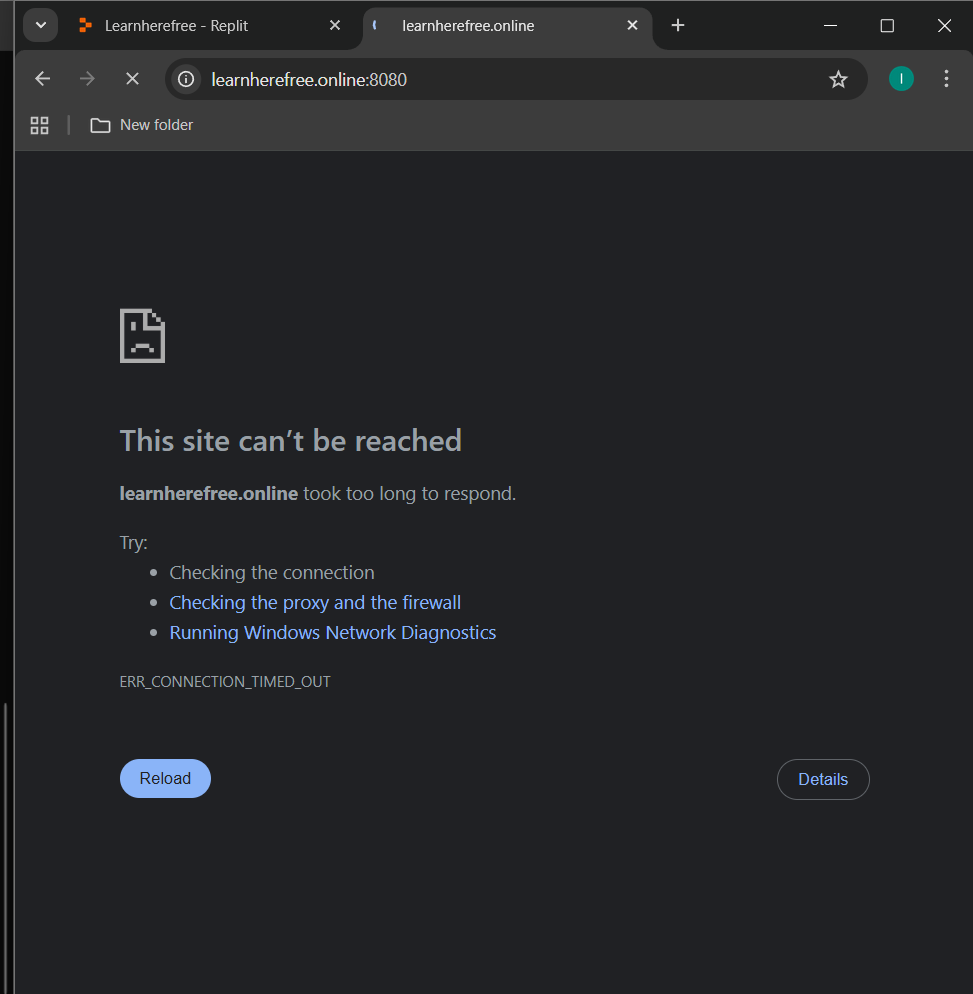 Learnherefree - Replit
learnherefree.online
learnherefree.online:8080
I
New folder
This site can’t be reached
learnherefree.online took too long to respond.
Try:
Checking the connection
Checking the proxy and the firewall
Running Windows Network Diagnostics
ERR_CONNECTION_TIMED_OUT
Reload
Details